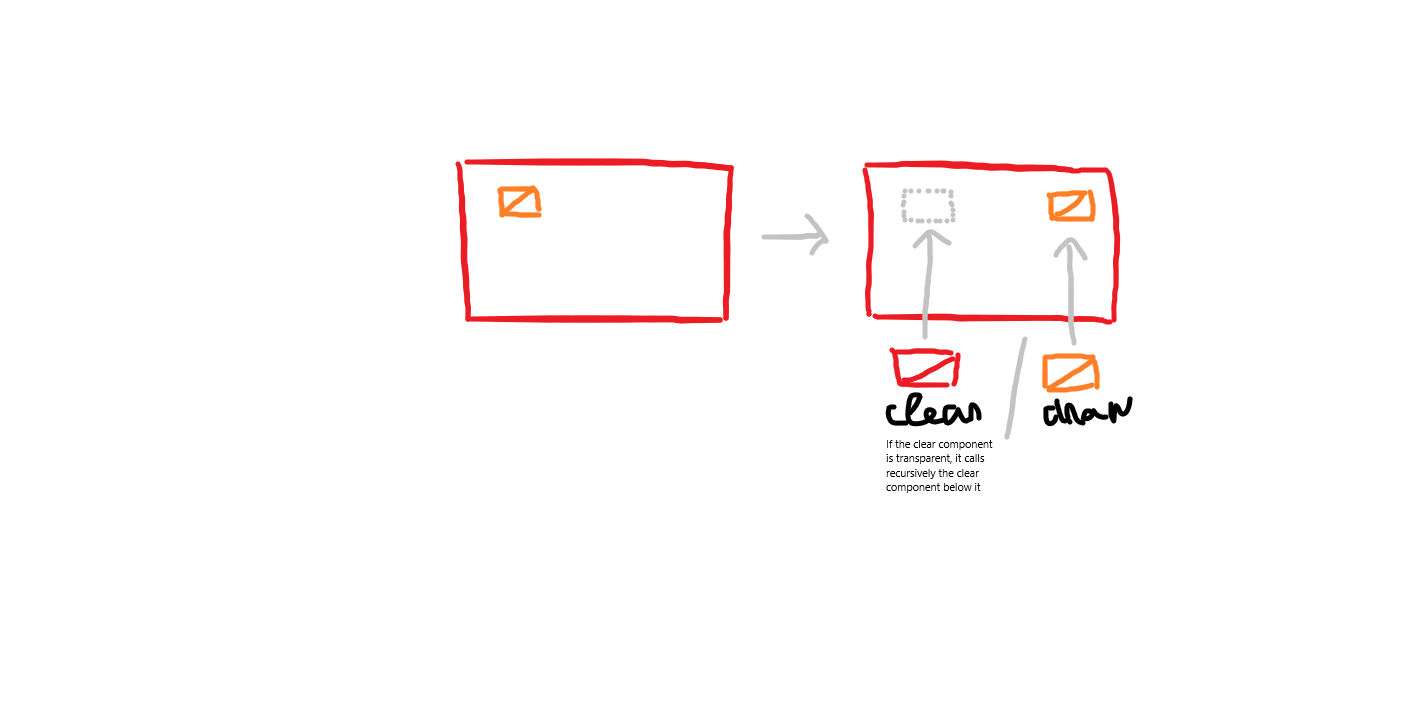 clear draw
If the clear component
is transparent, it calls
recursively the clear
component below it